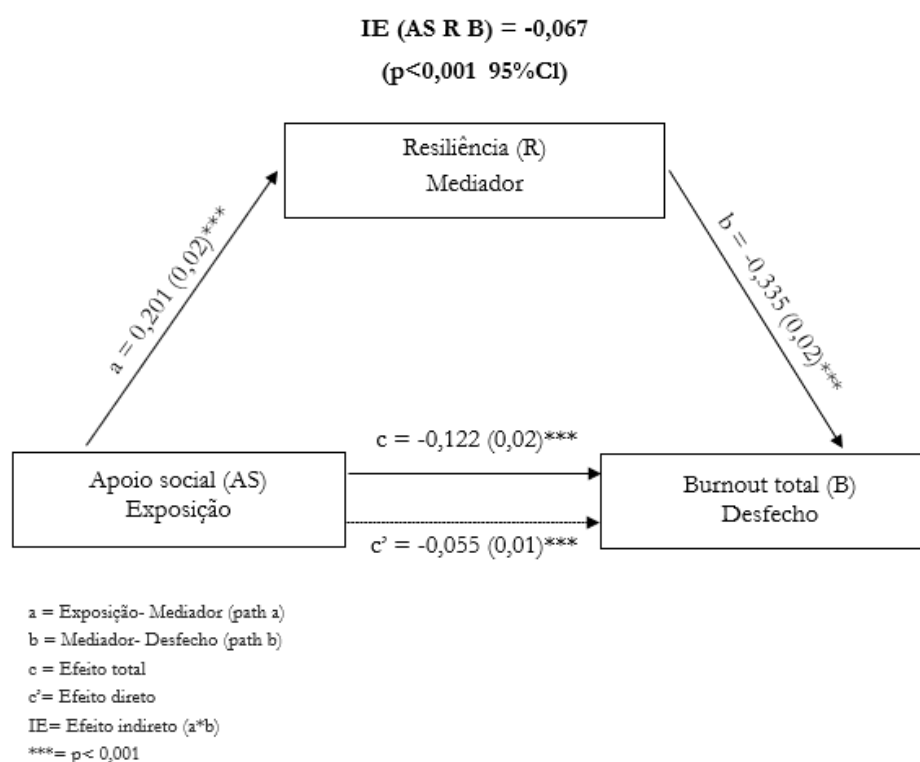 IE (AS R B) = -0,067
(p<0,001 95%Cl)
Resiliência (R)
Mediador
a = 0,201 (0,02)***
b = -0,335 (0,02)***
c = -0,122 (0,02)***
Apoio social (AS)
Exposição
Burnout total (B)
Desfecho
c’ = -0,055 (0,01)***
a = Exposição- Mediador (path a)
b = Mediador- Desfecho (path b)
c = Efeito total
c’= Efeito direto
IE= Efeito indireto (a*b)
***= p< 0,001